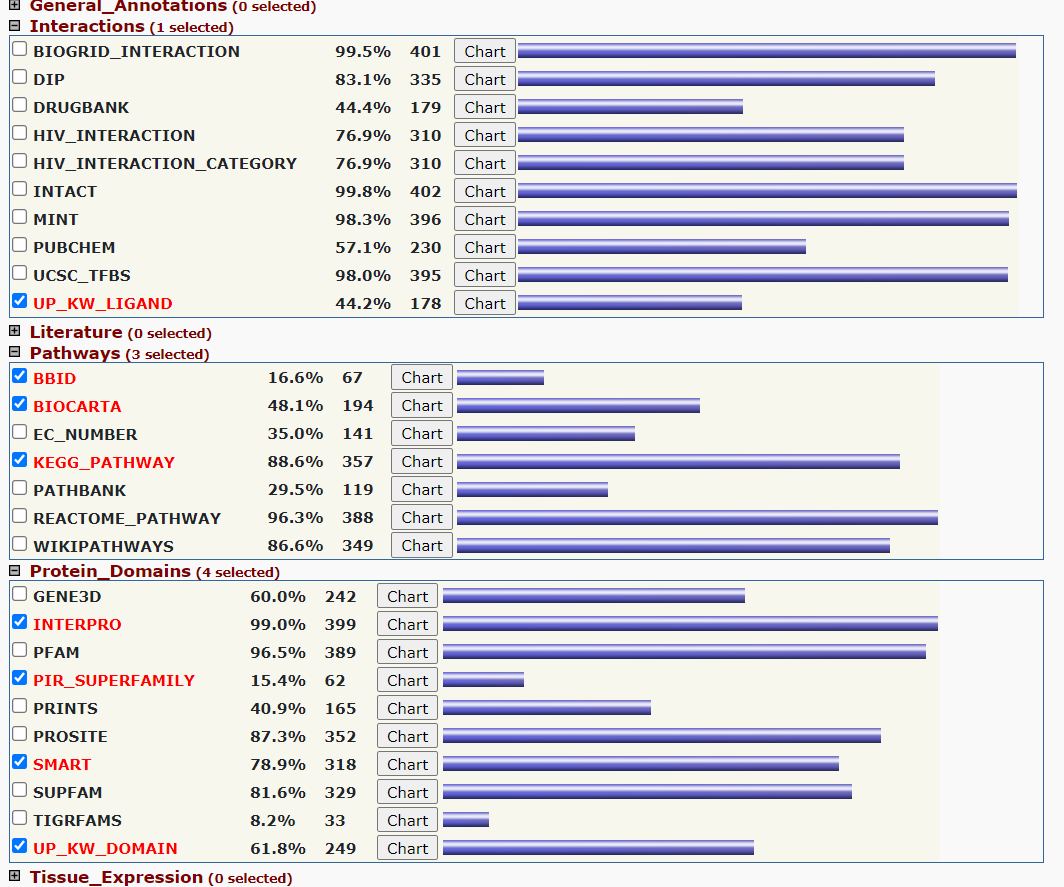 General_Annotations (0 selected)
Interactions (1 selected)
BIOGRID_INTERACTION 99.5% 401 Chart
DIP 83.1% 335 Chart
DRUGBANK 44.4% 179 Chart
HIV_INTERACTION 76.9% 310 Chart
HIV_INTERACTION_CATEGORY 76.9% 310 Chart
INTACT 99.8% 402 Chart
MINT 98.3% 396 Chart
PUBCHEM 57.1% 230 Chart
UCSC_TFBS 98.0% 395 Chart
UP_KW_LIGAND 44.2% 178 Chart
Literature (0 selected)
Pathways (3 selected)
BBID 16.6% 67 Chart
BIOCARTA 48.1% 194 Chart
EC_NUMBER 35.0% 141 Chart
KEGG_PATHWAY 88.6% 357 Chart
PATHBANK 29.5% 119 Chart
REACTOME_PATHWAY 96.3% 388 Chart
WIKIPATHWAYS 86.6% 349 Chart
Protein_Domains (4 selected)
GENE3D 60.0% 242 Chart
INTERPRO 99.0% 399 Chart
PFAM 96.5% 389 Chart
PIR_SUPERFAMILY 15.4% 62 Chart
PRINTS 40.9% 165 Chart
PROSITE 87.3% 352 Chart
SMART 78.9% 318 Chart
SUPFAM 81.6% 329 Chart
TIGRFAMS 8.2% 33 Chart
UP_KW_DOMAIN 61.8% 249 Chart
Tissue_Expression (0 selected)